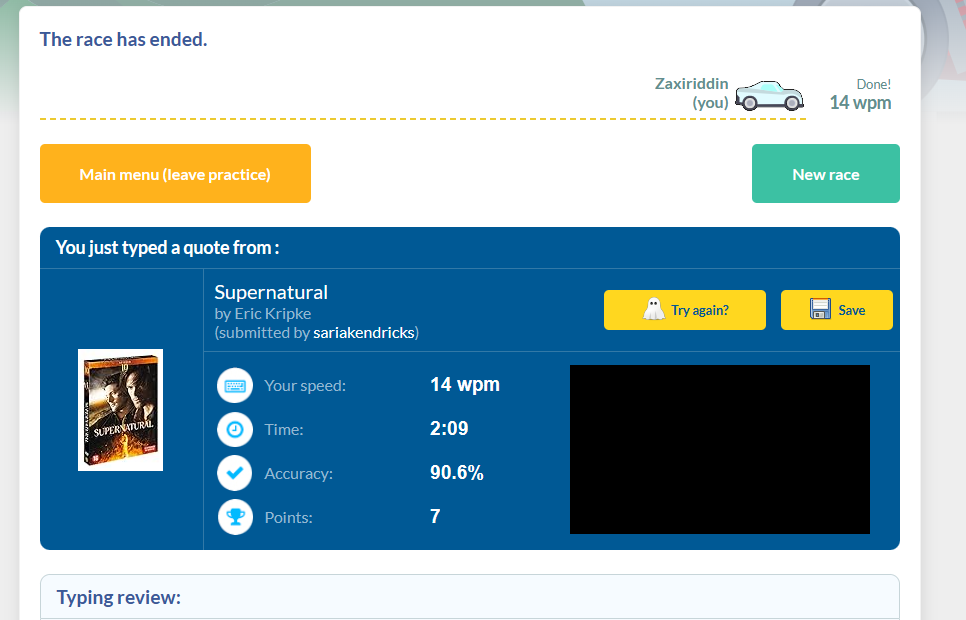 The race has ended.
Zaxiriddin
(you)
Done!
14 wpm
Main menu (leave practice)
New race
You just typed a quote from :
Supernatural
by Eric Kripke
(submitted by sariakendricks)
Try again?
Save
SUPERNATURAL
Your speed:
14 wpm
Time:
2:09
Accuracy:
90.6%
Points:
7
Typing review: